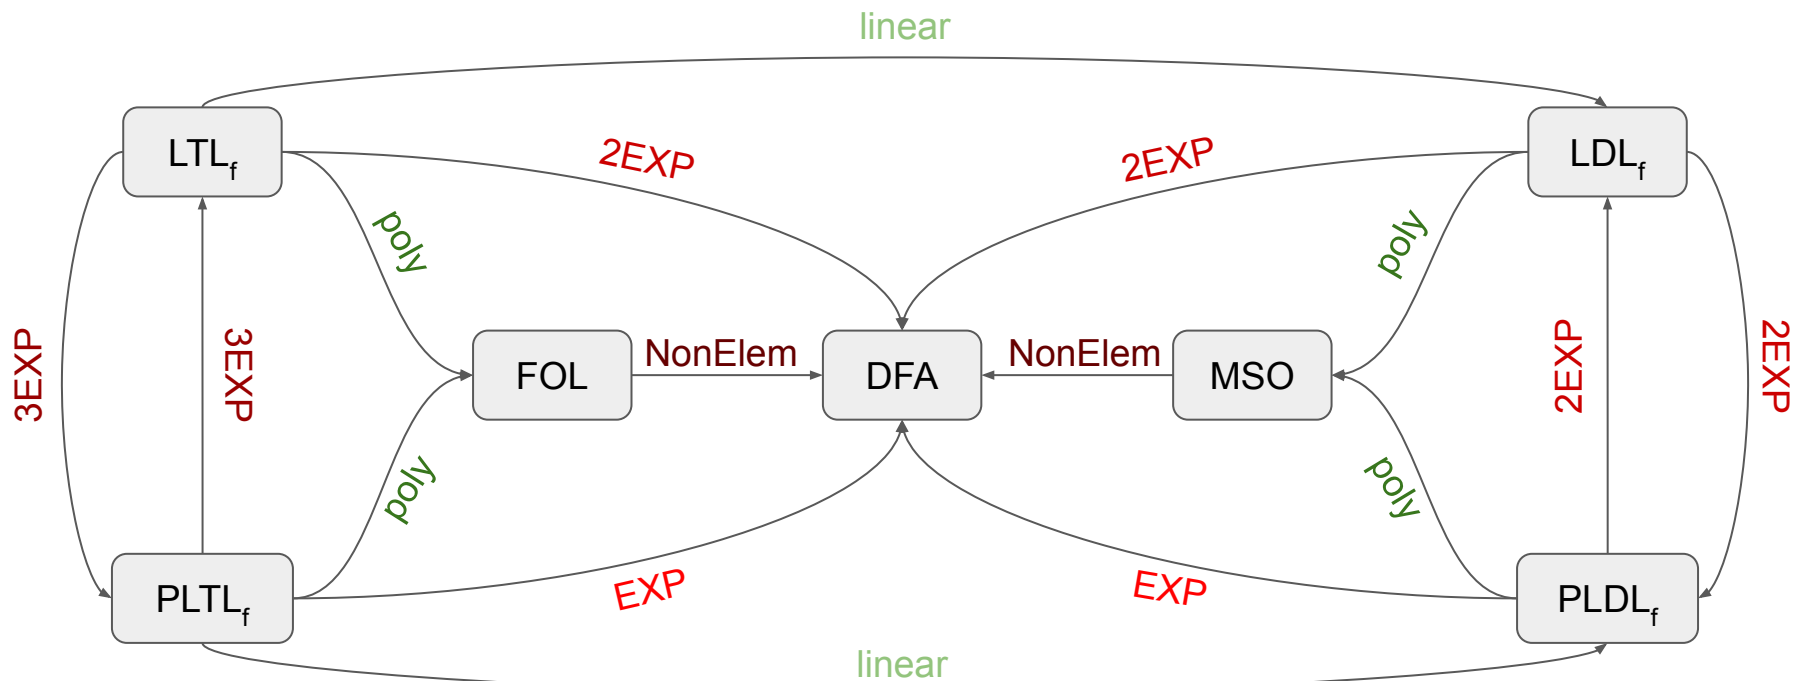 linear
LTLf
2EXP
2EXP
LDLf
poly
poly
3EXP
3EXP
FOL
NonElem
DFA
NonElem
MSO
2EXP
2EXP
poly
poly
PLTLf
EXP
EXP
PLDLf
linear